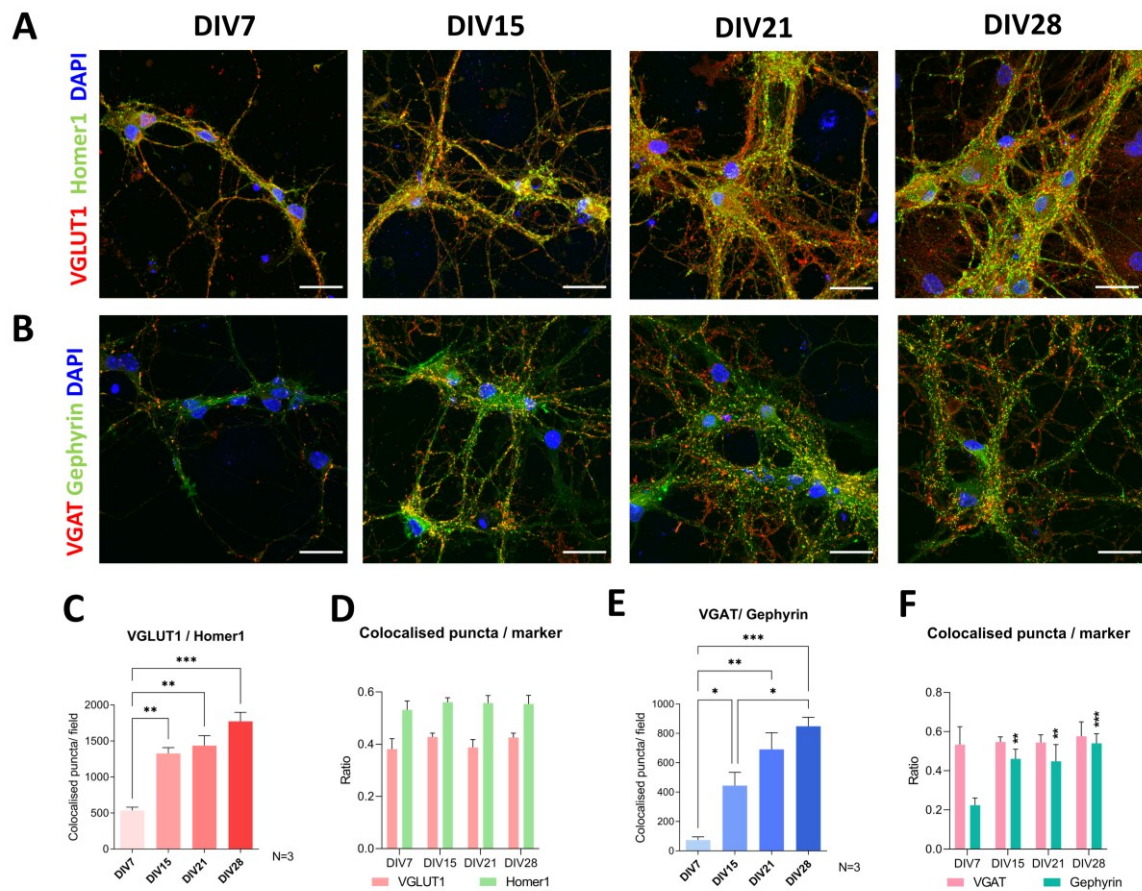 A
DIV7 DIV15 DIV21 DIV28
VGLUT1 Homer1 DAPI
B
VGAT Gephyrin DAPI
C
VGLUT1 / Homer1
***
**
**
2000
1500
1000
500
0
Colocalised puncta/ field
DIV7 DIV15 DIV21 DIV28
N=3
D
Colocalised puncta / marker
0.6
0.4
0.2
0.0
Ratio
DIV7 DIV15 DIV21 DIV28
VGLUT1 Homer1
E
VGAT/ Gephyrin
***
**
* *
1000
800
600
400
200
0
Colocalised puncta/ field
DIV7 DIV15 DIV21 DIV28
N=3
F
Colocalised puncta / marker
0.8
0.6
0.4
0.2
0.0
Ratio
** ** ***
DIV7 DIV15 DIV21 DIV28
VGAT Gephyrin